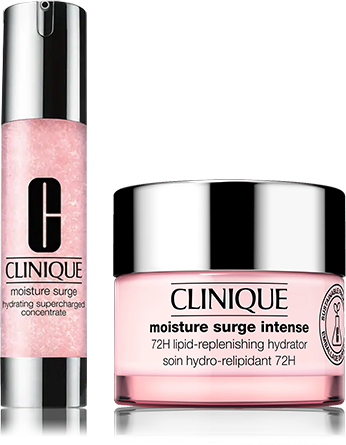 C
CLINIQUE
moisture surge
hydrating supercharged
concentrate
CLINIQUE
moisture surge intense
72H lipid-replenishing hydrator
soin hydro-relipidant 72H